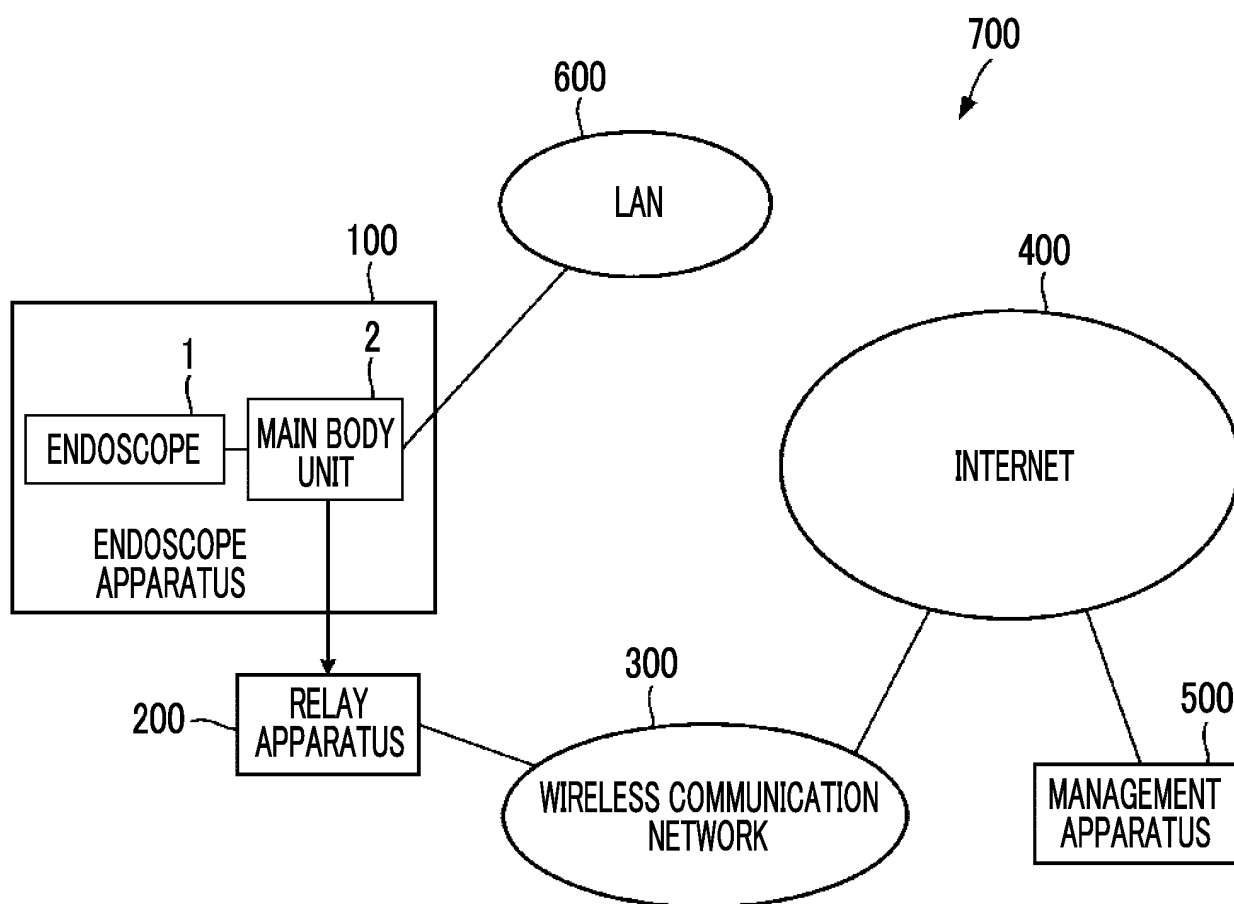 700
600
LAN
100
400
2
1
ENDOSCOPE
MAIN BODY
UNIT
INTERNET
ENDOSCOPE
APPARATUS
300
500
200
RELAY
APPARATUS
WIRELESS COMMUNICATION
NETWORK
MANAGEMENT
APPARATUS